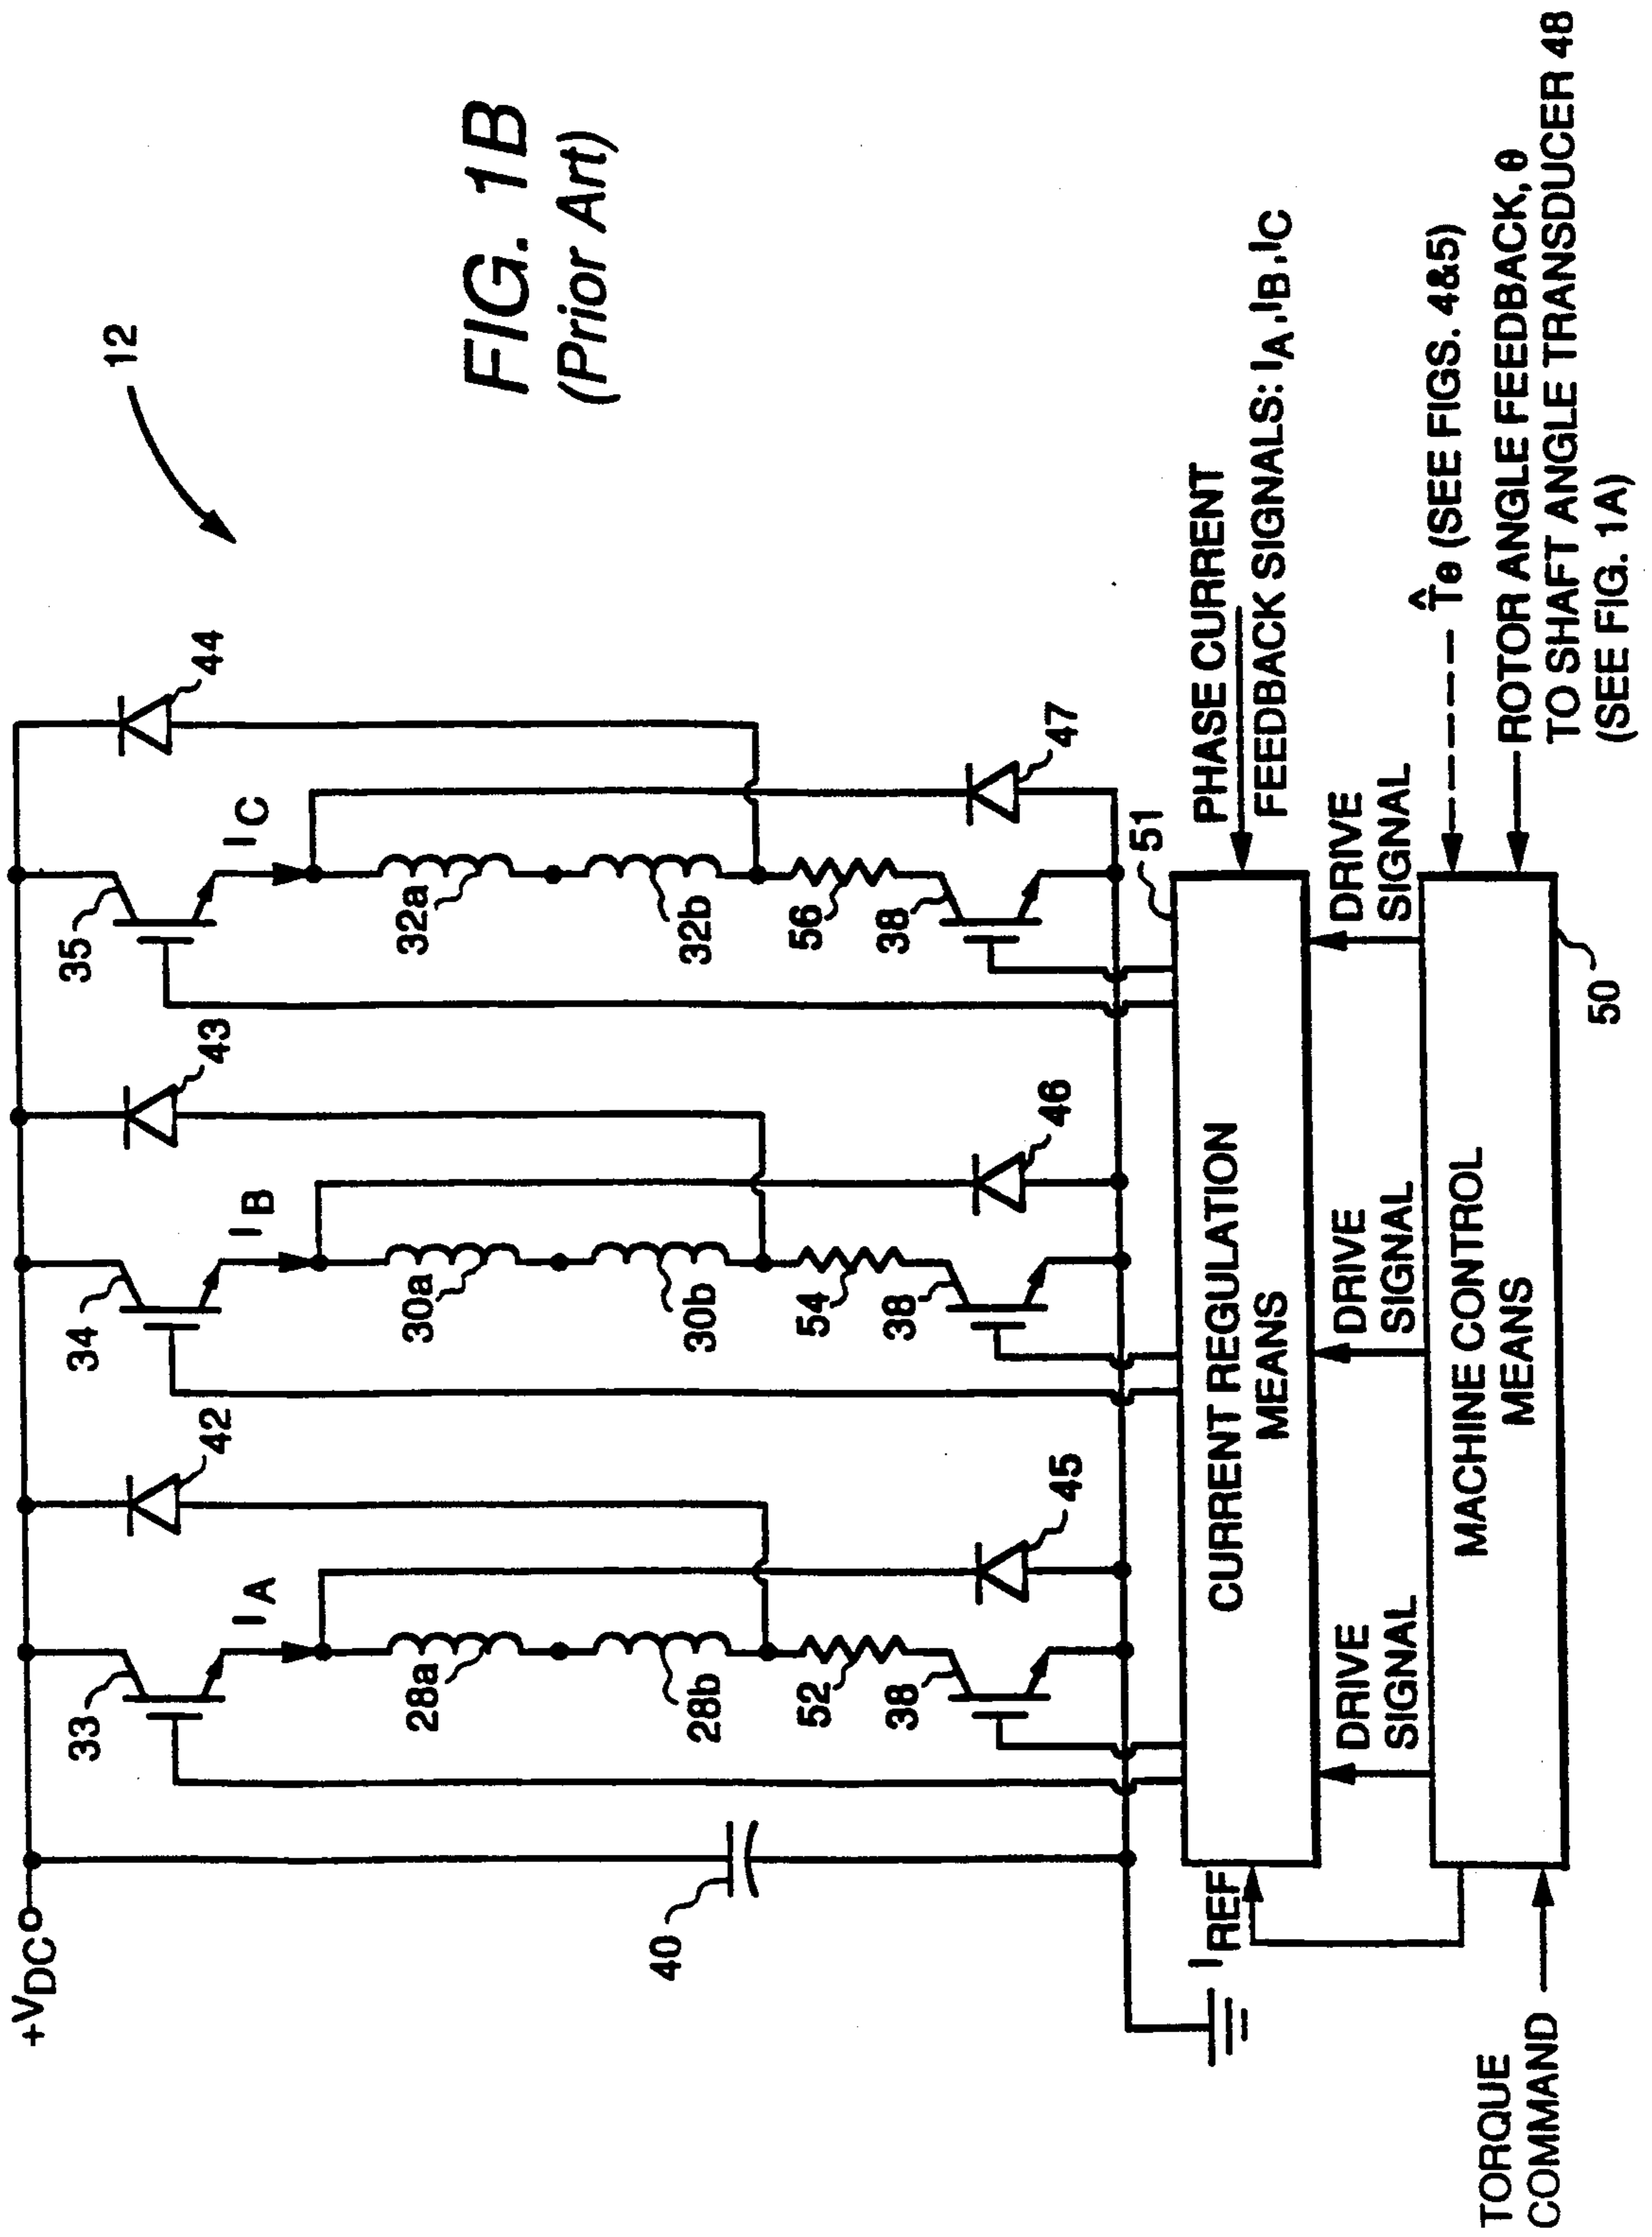 FIG. 1B
(Prior Art)
12
+VDC
33
34
35
42
43
44
IA
IB
IC
28a
30a
32a
28b
30b
32b
40
52
54
56
38
38
38
45
46
47
IREF
CURRENT REGULATION
MEANS
51
PHASE CURRENT
FEEDBACK SIGNALS: IA,IB,IC
DRIVE
SIGNAL
DRIVE
SIGNAL
DRIVE
SIGNAL
MACHINE CONTROL
MEANS
50
T̂e (SEE FIGS. 4&5)
ROTOR ANGLE FEEDBACK, θ
TO SHAFT ANGLE TRANSDUCER 48
(SEE FIG. 1A)
TORQUE
COMMAND